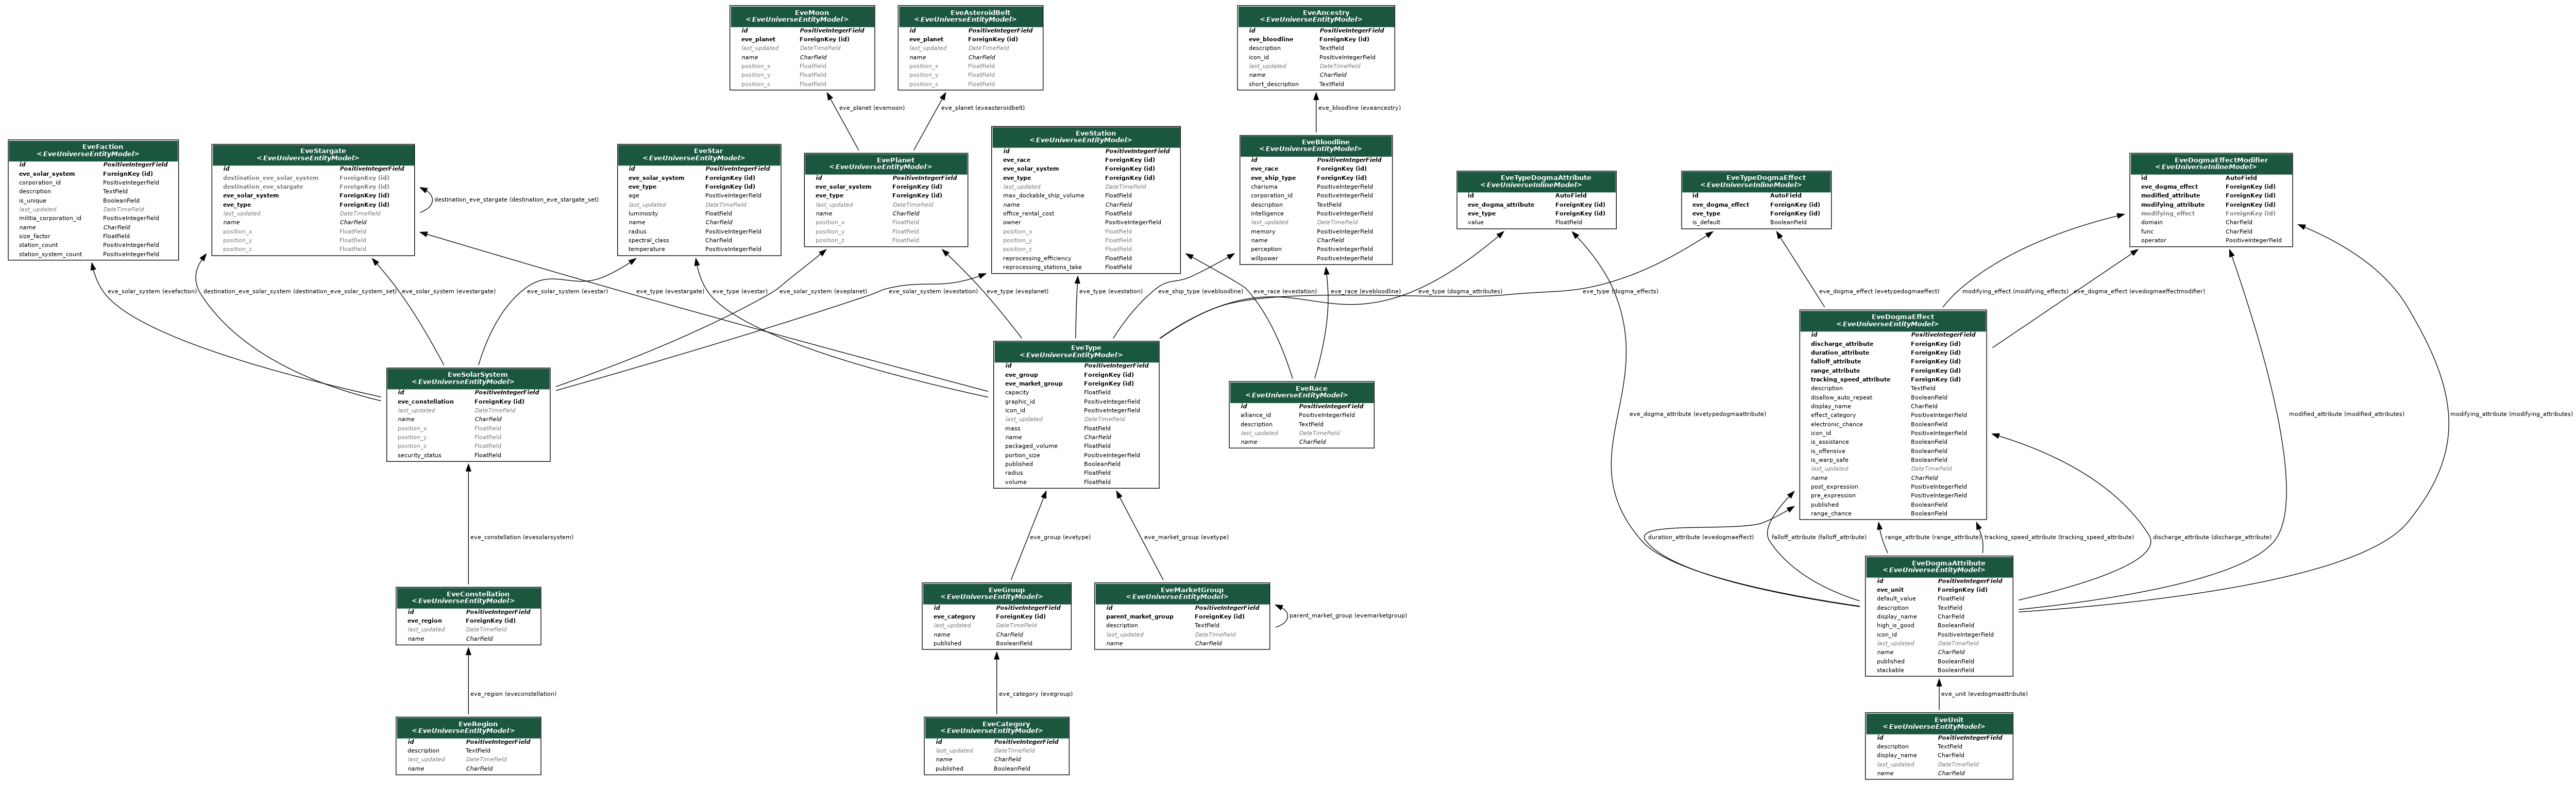 EveMoon
<EveUniverseEntityModel>
id PositiveIntegerField
eve_planet ForeignKey (id)
last_updated DateTimeField
name CharField
position_x FloatField
position_y FloatField
position_z FloatField
EveAsteroidBelt
<EveUniverseEntityModel>
id PositiveIntegerField
eve_planet ForeignKey (id)
last_updated DateTimeField
name CharField
position_x FloatField
position_y FloatField
position_z FloatField
EveAncestry
<EveUniverseEntityModel>
id PositiveIntegerField
eve_bloodline ForeignKey (id)
description TextField
icon_id PositiveIntegerField
last_updated DateTimeField
name CharField
short_description TextField
eve_planet (evemoon)
eve_planet (eveasteroidbelt)
eve_bloodline (eveancestry)
EveFaction
<EveUniverseEntityModel>
id PositiveIntegerField
eve_solar_system ForeignKey (id)
corporation_id PositiveIntegerField
description TextField
is_unique BooleanField
last_updated DateTimeField
militia_corporation_id PositiveIntegerField
name CharField
size_factor FloatField
station_count PositiveIntegerField
station_system_count PositiveIntegerField
EveStargate
<EveUniverseEntityModel>
id PositiveIntegerField
destination_eve_solar_system ForeignKey (id)
destination_eve_stargate ForeignKey (id)
eve_solar_system ForeignKey (id)
eve_type ForeignKey (id)
last_updated DateTimeField
name CharField
position_x FloatField
position_y FloatField
position_z FloatField
destination_eve_stargate (destination_eve_stargate_set)
EveStar
<EveUniverseEntityModel>
id PositiveIntegerField
eve_solar_system ForeignKey (id)
eve_type ForeignKey (id)
age PositiveIntegerField
last_updated DateTimeField
luminosity FloatField
name CharField
radius PositiveIntegerField
spectral_class CharField
temperature PositiveIntegerField
EvePlanet
<EveUniverseEntityModel>
id PositiveIntegerField
eve_solar_system ForeignKey (id)
eve_type ForeignKey (id)
last_updated DateTimeField
name CharField
position_x FloatField
position_y FloatField
position_z FloatField
EveStation
<EveUniverseEntityModel>
id PositiveIntegerField
eve_race ForeignKey (id)
eve_solar_system ForeignKey (id)
eve_type ForeignKey (id)
last_updated DateTimeField
max_dockable_ship_volume FloatField
name CharField
office_rental_cost FloatField
owner PositiveIntegerField
position_x FloatField
position_y FloatField
position_z FloatField
reprocessing_efficiency FloatField
reprocessing_stations_take FloatField
EveBloodline
<EveUniverseEntityModel>
id PositiveIntegerField
eve_race ForeignKey (id)
eve_ship_type ForeignKey (id)
charisma PositiveIntegerField
corporation_id PositiveIntegerField
description TextField
intelligence PositiveIntegerField
last_updated DateTimeField
memory PositiveIntegerField
name CharField
perception PositiveIntegerField
willpower PositiveIntegerField
EveTypeDogmaAttribute
<EveUniverseInlineModel>
id AutoField
eve_dogma_attribute ForeignKey (id)
eve_type ForeignKey (id)
value FloatField
EveTypeDogmaEffect
<EveUniverseInlineModel>
id AutoField
eve_dogma_effect ForeignKey (id)
eve_type ForeignKey (id)
is_default BooleanField
EveDogmaEffectModifier
<EveUniverseInlineModel>
id AutoField
eve_dogma_effect ForeignKey (id)
modified_attribute ForeignKey (id)
modifying_attribute ForeignKey (id)
modifying_effect ForeignKey (id)
domain CharField
func CharField
operator PositiveIntegerField
eve_solar_system (evefaction)
destination_eve_solar_system (destination_eve_solar_system_set)
eve_solar_system (evestargate)
eve_solar_system (evestar)
eve_type (evestargate)
eve_type (evestar)
eve_solar_system (eveplanet)
eve_solar_system (evestation)
eve_type (eveplanet)
eve_type (evestation)
eve_ship_type (evebloodline)
eve_race (evestation)
eve_race (evebloodline)
eve_type (dogma_attributes)
eve_type (dogma_effects)
eve_dogma_effect (evetypedogmaeffect)
modifying_effect (modifying_effects)
eve_dogma_effect (evedogmaeffectmodifier)
EveSolarSystem
<EveUniverseEntityModel>
id PositiveIntegerField
eve_constellation ForeignKey (id)
last_updated DateTimeField
name CharField
position_x FloatField
position_y FloatField
position_z FloatField
security_status FloatField
EveType
<EveUniverseEntityModel>
id PositiveIntegerField
eve_group ForeignKey (id)
eve_market_group ForeignKey (id)
capacity FloatField
graphic_id PositiveIntegerField
icon_id PositiveIntegerField
last_updated DateTimeField
mass FloatField
name CharField
packaged_volume FloatField
portion_size PositiveIntegerField
published BooleanField
radius FloatField
volume FloatField
EveRace
<EveUniverseEntityModel>
id PositiveIntegerField
alliance_id PositiveIntegerField
description TextField
last_updated DateTimeField
name CharField
EveDogmaEffect
<EveUniverseEntityModel>
id PositiveIntegerField
discharge_attribute ForeignKey (id)
duration_attribute ForeignKey (id)
falloff_attribute ForeignKey (id)
range_attribute ForeignKey (id)
tracking_speed_attribute ForeignKey (id)
description TextField
disallow_auto_repeat BooleanField
display_name CharField
effect_category PositiveIntegerField
electronic_chance BooleanField
icon_id PositiveIntegerField
is_assistance BooleanField
is_offensive BooleanField
is_warp_safe BooleanField
last_updated DateTimeField
name CharField
post_expression PositiveIntegerField
pre_expression PositiveIntegerField
published BooleanField
range_chance BooleanField
eve_dogma_attribute (evetypedogmaattribute)
modified_attribute (modified_attributes)
modifying_attribute (modifying_attributes)
eve_constellation (evesolarsystem)
eve_group (evetype)
eve_market_group (evetype)
duration_attribute (evedogmaeffect)
falloff_attribute (falloff_attribute)
range_attribute (range_attribute)
tracking_speed_attribute (tracking_speed_attribute)
discharge_attribute (discharge_attribute)
EveConstellation
<EveUniverseEntityModel>
id PositiveIntegerField
eve_region ForeignKey (id)
last_updated DateTimeField
name CharField
EveGroup
<EveUniverseEntityModel>
id PositiveIntegerField
eve_category ForeignKey (id)
last_updated DateTimeField
name CharField
published BooleanField
EveMarketGroup
<EveUniverseEntityModel>
id PositiveIntegerField
parent_market_group ForeignKey (id)
description TextField
last_updated DateTimeField
name CharField
parent_market_group (evemarketgroup)
EveDogmaAttribute
<EveUniverseEntityModel>
id PositiveIntegerField
eve_unit ForeignKey (id)
default_value FloatField
description TextField
display_name CharField
high_is_good BooleanField
icon_id PositiveIntegerField
last_updated DateTimeField
name CharField
published BooleanField
stackable BooleanField
eve_region (eveconstellation)
eve_category (evegroup)
eve_unit (evedogmaattribute)
EveRegion
<EveUniverseEntityModel>
id PositiveIntegerField
description TextField
last_updated DateTimeField
name CharField
EveCategory
<EveUniverseEntityModel>
id PositiveIntegerField
last_updated DateTimeField
name CharField
published BooleanField
EveUnit
<EveUniverseEntityModel>
id PositiveIntegerField
description TextField
display_name CharField
last_updated DateTimeField
name CharField